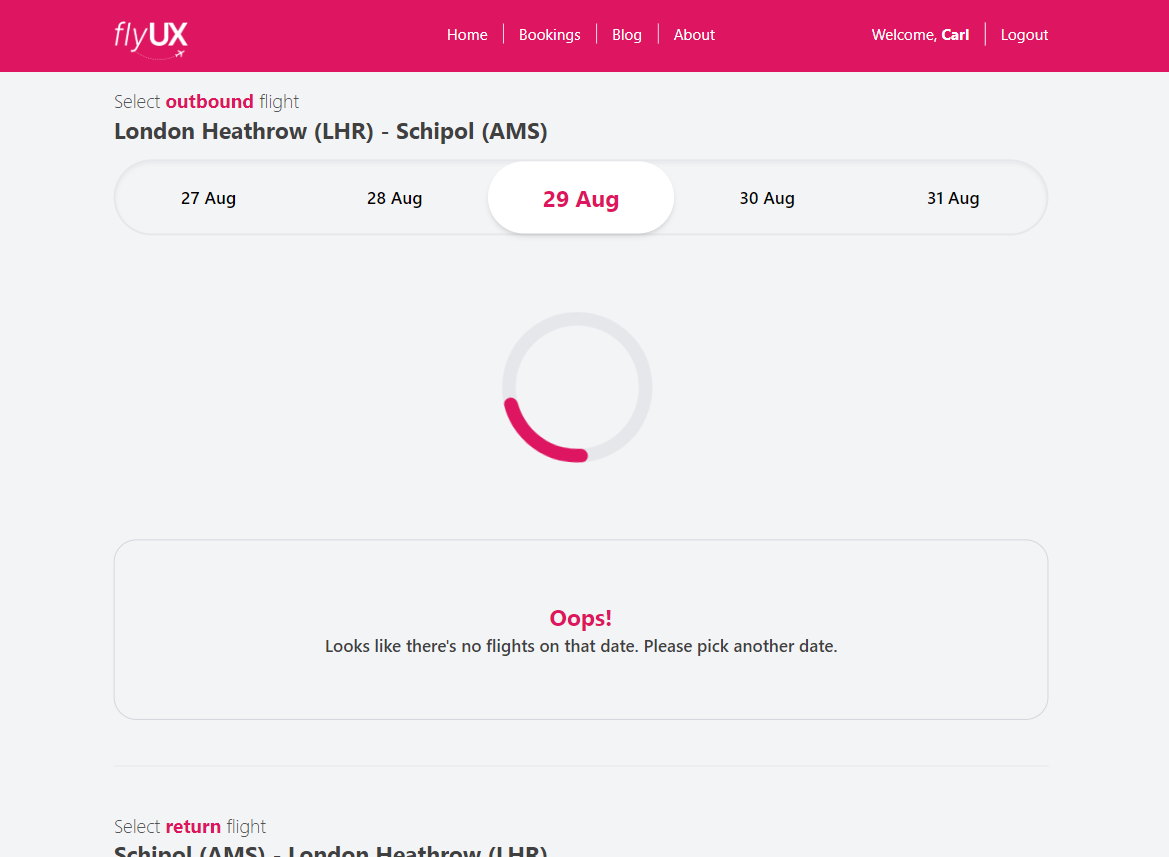 flyUX
Home Bookings Blog About Welcome, Carl Logout
Select outbound flight
London Heathrow (LHR) - Schipol (AMS)
27 Aug 28 Aug 29 Aug 30 Aug 31 Aug
Oops!
Looks like there's no flights on that date. Please pick another date.
Select return flight
Schipol (AMS) - London Heathrow (LHR)